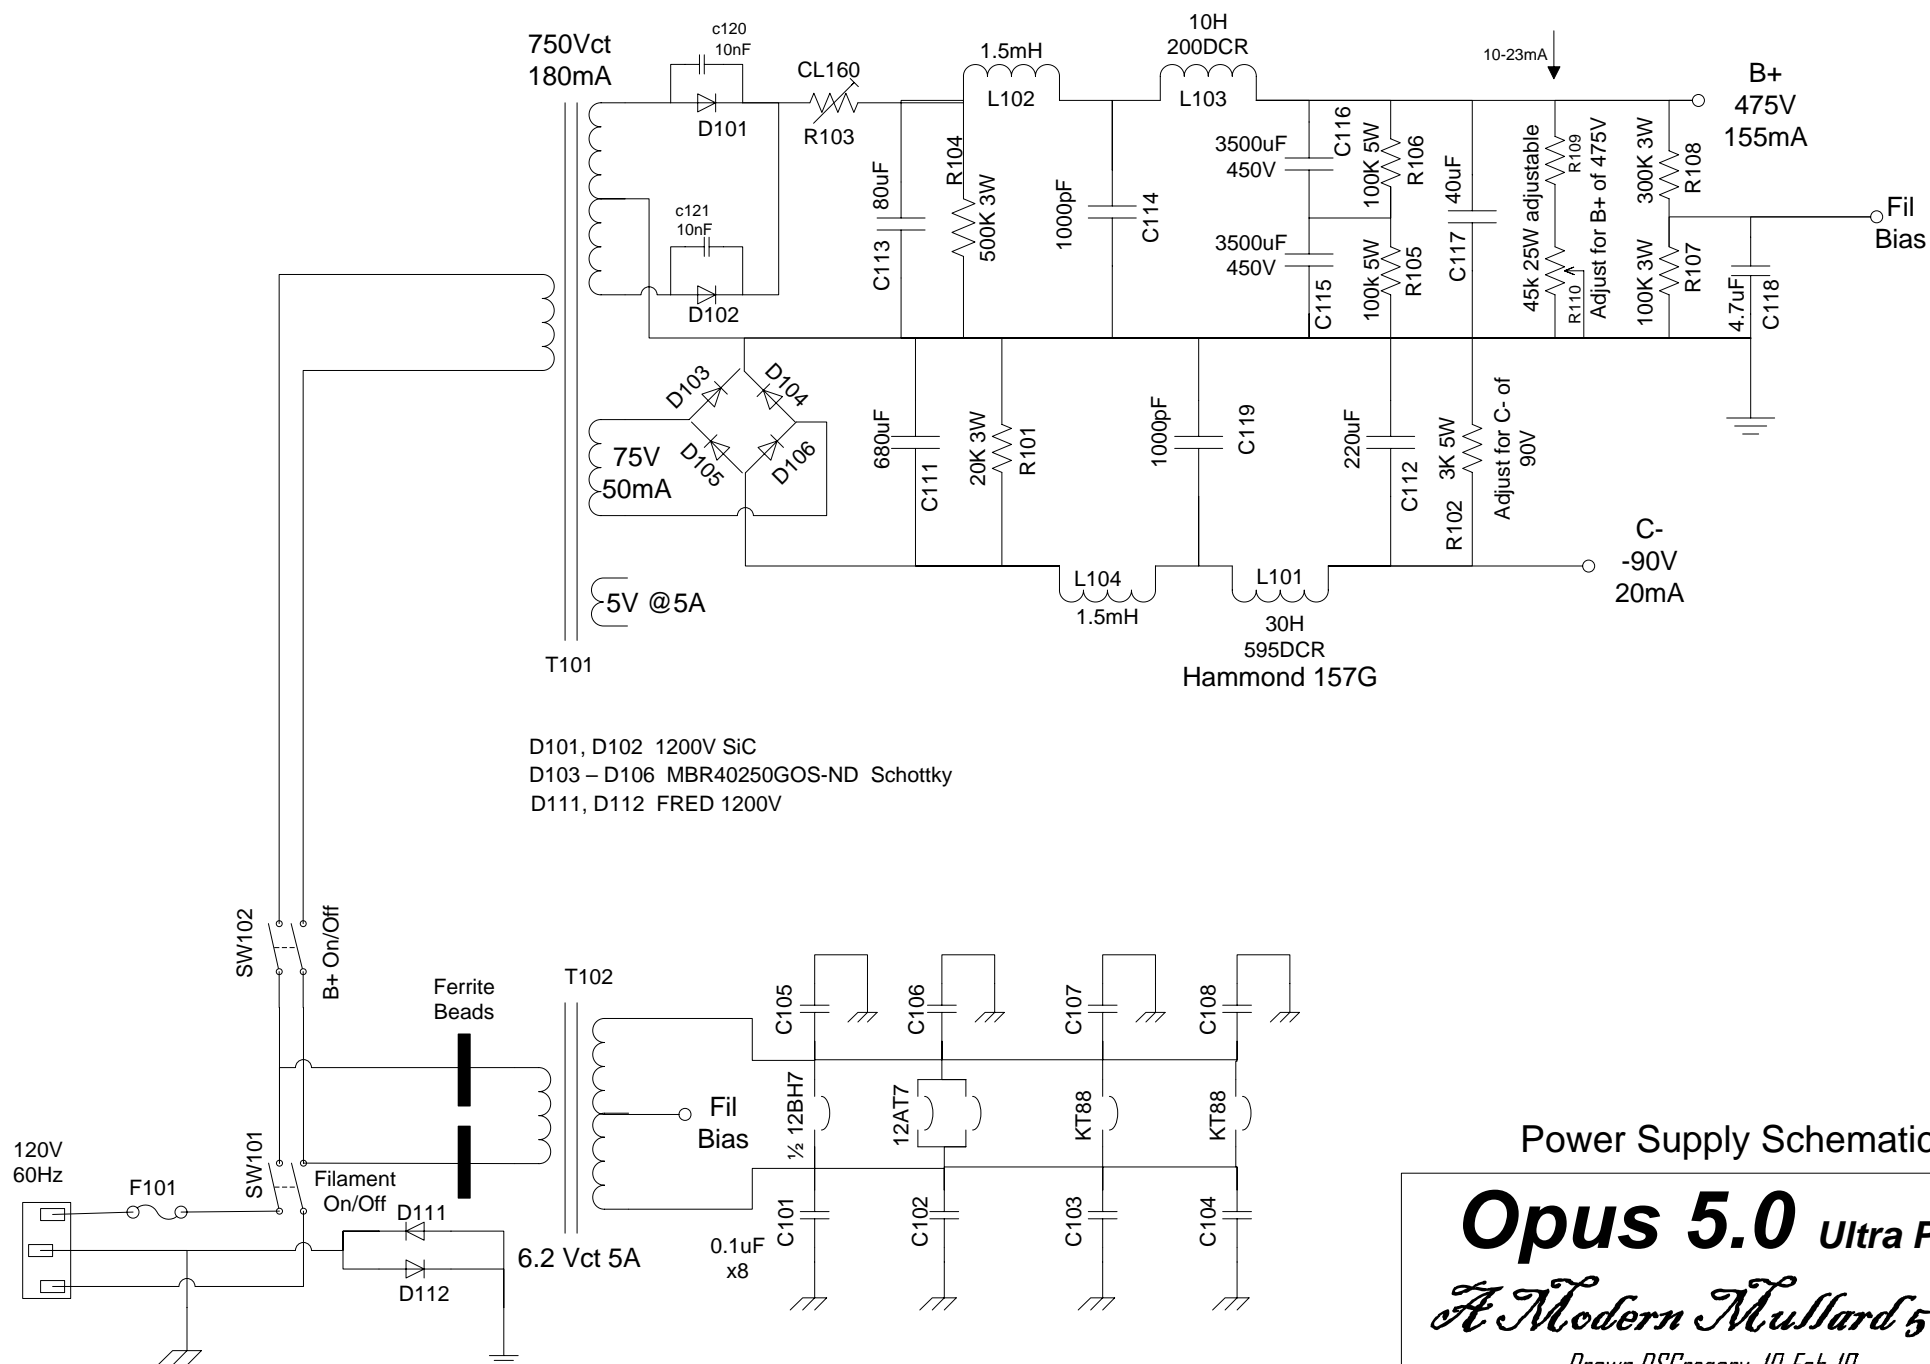 750Vct
180mA
c120
10nF
D101
c121
10nF
D102
CL160
R103
80uF
C113
R104
500K 3W
1.5mH
L102
1000pF
C114
10H
200DCR
L103
3500uF
450V
C116
3500uF
450V
C115
100K 5W
R106
100k 5W
R105
40uF
C117
10-23mA
45k 25W adjustable
R109
R110
Adjust for B+ of 475V
300K 3W
R108
100K 3W
R107
4.7uF
C118
B+
475V
155mA
Fil
Bias
D103
D104
D105
D106
75V
50mA
5V @5A
T101
680uF
C111
20K 3W
R101
1000pF
C119
220uF
C112
3K 5W
R102
Adjust for C- of
90V
L104
1.5mH
L101
30H
595DCR
Hammond 157G
C-
-90V
20mA
D101, D102 1200V SiC
D103 – D106 MBR40250GOS-ND Schottky
D111, D112 FRED 1200V
SW102
B+ On/Off
Ferrite
Beads
T102
Fil
Bias
6.2 Vct 5A
C105
C106
C107
C108
½ 12BH7
12AT7
KT88
KT88
C101
C102
C103
C104
0.1uF
x8
120V
60Hz
F101
SW101
Filament
On/Off
D111
D112
Power Supply Schematic
Opus 5.0 Ultra P
A Modern Mullard 5